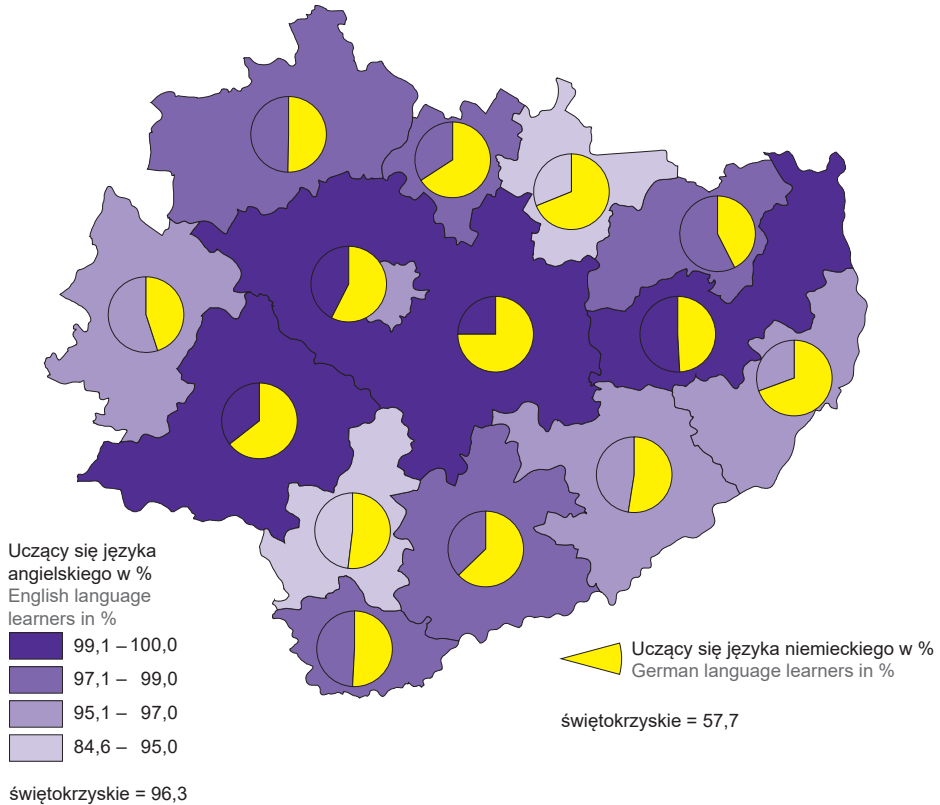 Uczący się języka
angielskiego w %
English language
learners in %
99,1 – 100,0
97,1 – 99,0
95,1 – 97,0
84,6 – 95,0
świętokrzyskie = 96,3
Uczący się języka niemieckiego w %
German language learners in %
świętokrzyskie = 57,7